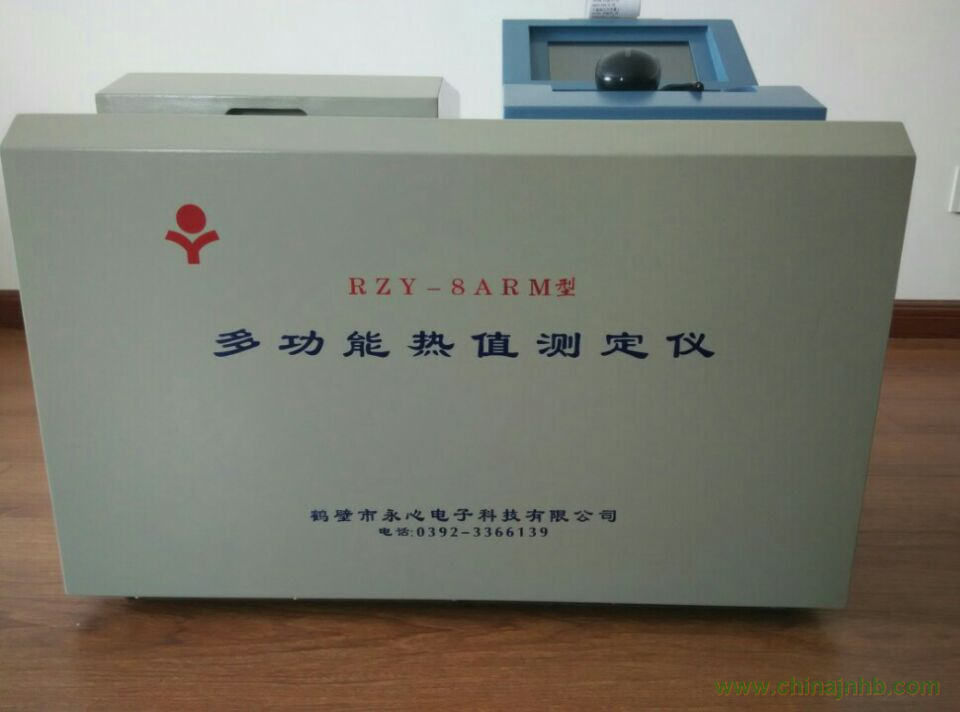 RZY-8ARM型
多功能热值测定仪
鹤壁市永心电子科技有限公司
电话:0392-3366139
www.chinajnhb.com